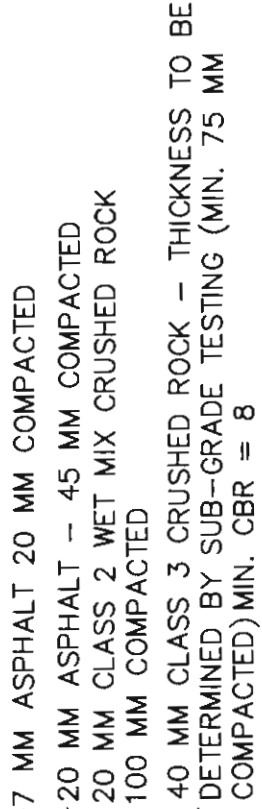 7 MM ASPHALT 20 MM COMPACTED
20 MM ASPHALT – 45 MM COMPACTED
20 MM CLASS 2 WET MIX CRUSHED ROCK
100 MM COMPACTED
40 MM CLASS 3 CRUSHED ROCK – THICKNESS TO BE
DETERMINED BY SUB–GRADE TESTING (MIN. 75 MM
COMPACTED) MIN. CBR = 8